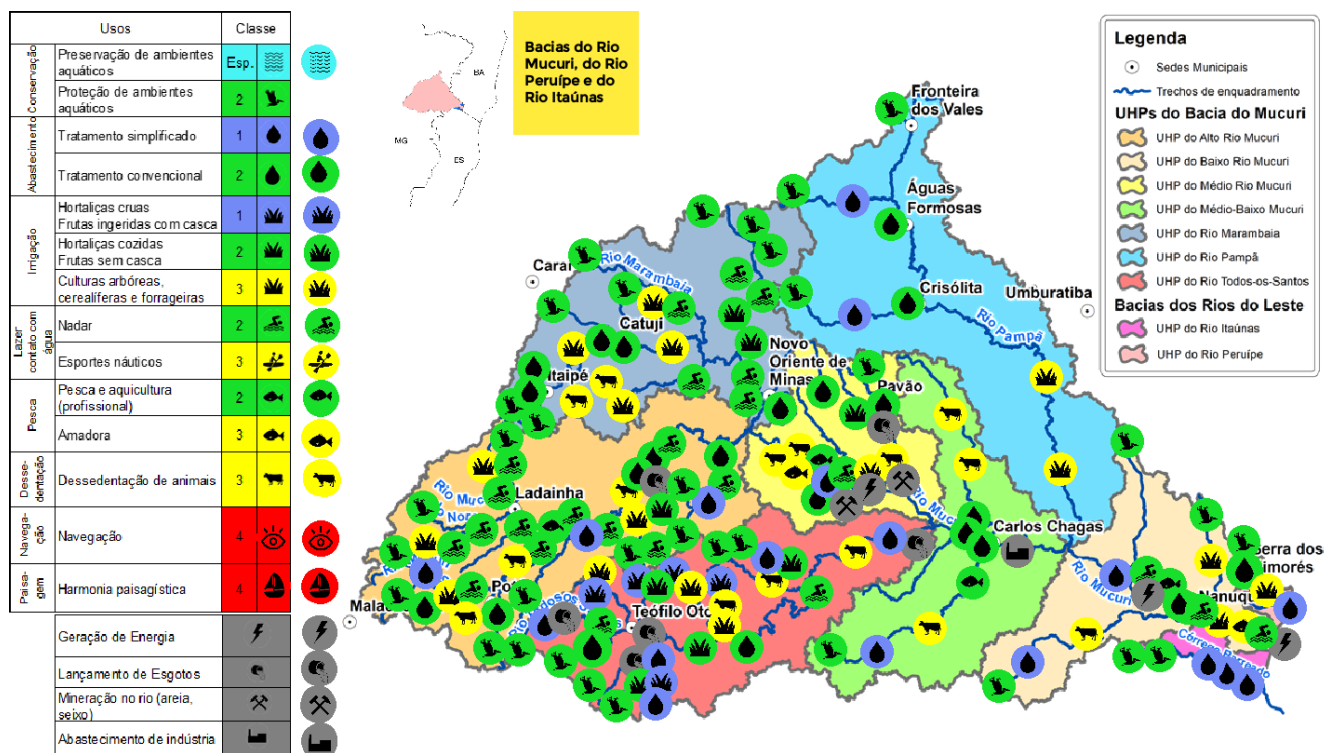 Usos
Classe
Conservação
Preservação de ambientes
aquáticos
Esp.
Proteção de ambientes
aquáticos
2
Abastecimento
Tratamento simplificado
1
Tratamento convencional
2
Irrigação
Hortaliças cruas
Frutas ingeridas com casca
1
Hortaliças cozidas
Frutas sem casca
2
Culturas arbóreas,
cerealíferas e forrageiras
3
Lazer
contato com
água
Nadar
2
Esportes náuticos
3
Pesca
Pesca e aquicultura
(profissional)
2
Amadora
3
Desse-
dentação
Dessedentação de animais
3
Navega-
ção
Navegação
4
Paisa-
gem
Harmonia paisagística
4
Geração de Energia
Lançamento de Esgotos
Mineração no rio (areia,
seixo)
Abastecimento de indústria
BA
MG
ES
Bacias do Rio
Mucuri, do Rio
Peruípe e do
Rio Itaúnas
Legenda
Sedes Municipais
Trechos de enquadramento
UHPs do Bacia do Mucuri
UHP do Alto Rio Mucuri
UHP do Baixo Rio Mucuri
UHP do Médio Rio Mucuri
UHP do Médio-Baixo Mucuri
UHP do Rio Marambaia
UHP do Rio Pampã
UHP do Rio Todos-os-Santos
Bacias dos Rios do Leste
UHP do Rio Itaúnas
UHP do Rio Peruípe
Fronteira
dos Vales
Águas
Formosas
Rio Marambaia
Crisólita
Umburatiba
Rio Pampã
Catuji
Novo
Oriente de
Minas
Itaipé
Pavão
Ladainha
Carlos Chagas
Rio Mucuri
Teófilo Oto